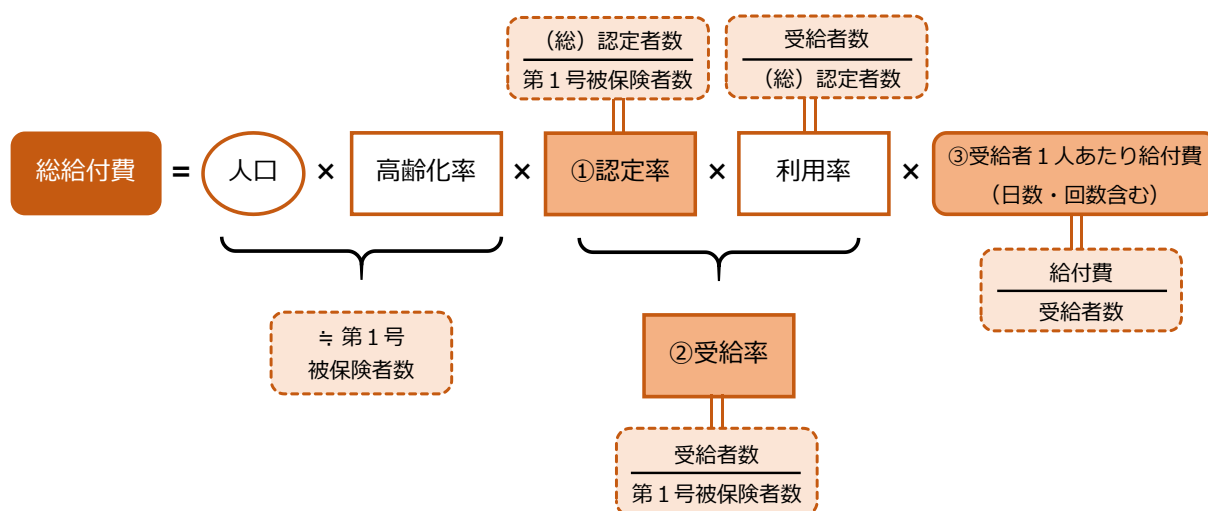 （総）認定者数
第１号被保険者数
受給者数
（総）認定者数
総給付費 = 人口 × 高齢化率 × ①認定率 × 利用率 × ③受給者１人あたり給付費
（日数・回数含む）
給付費
受給者数
≒ 第１号
被保険者数
②受給率
受給者数
第１号被保険者数